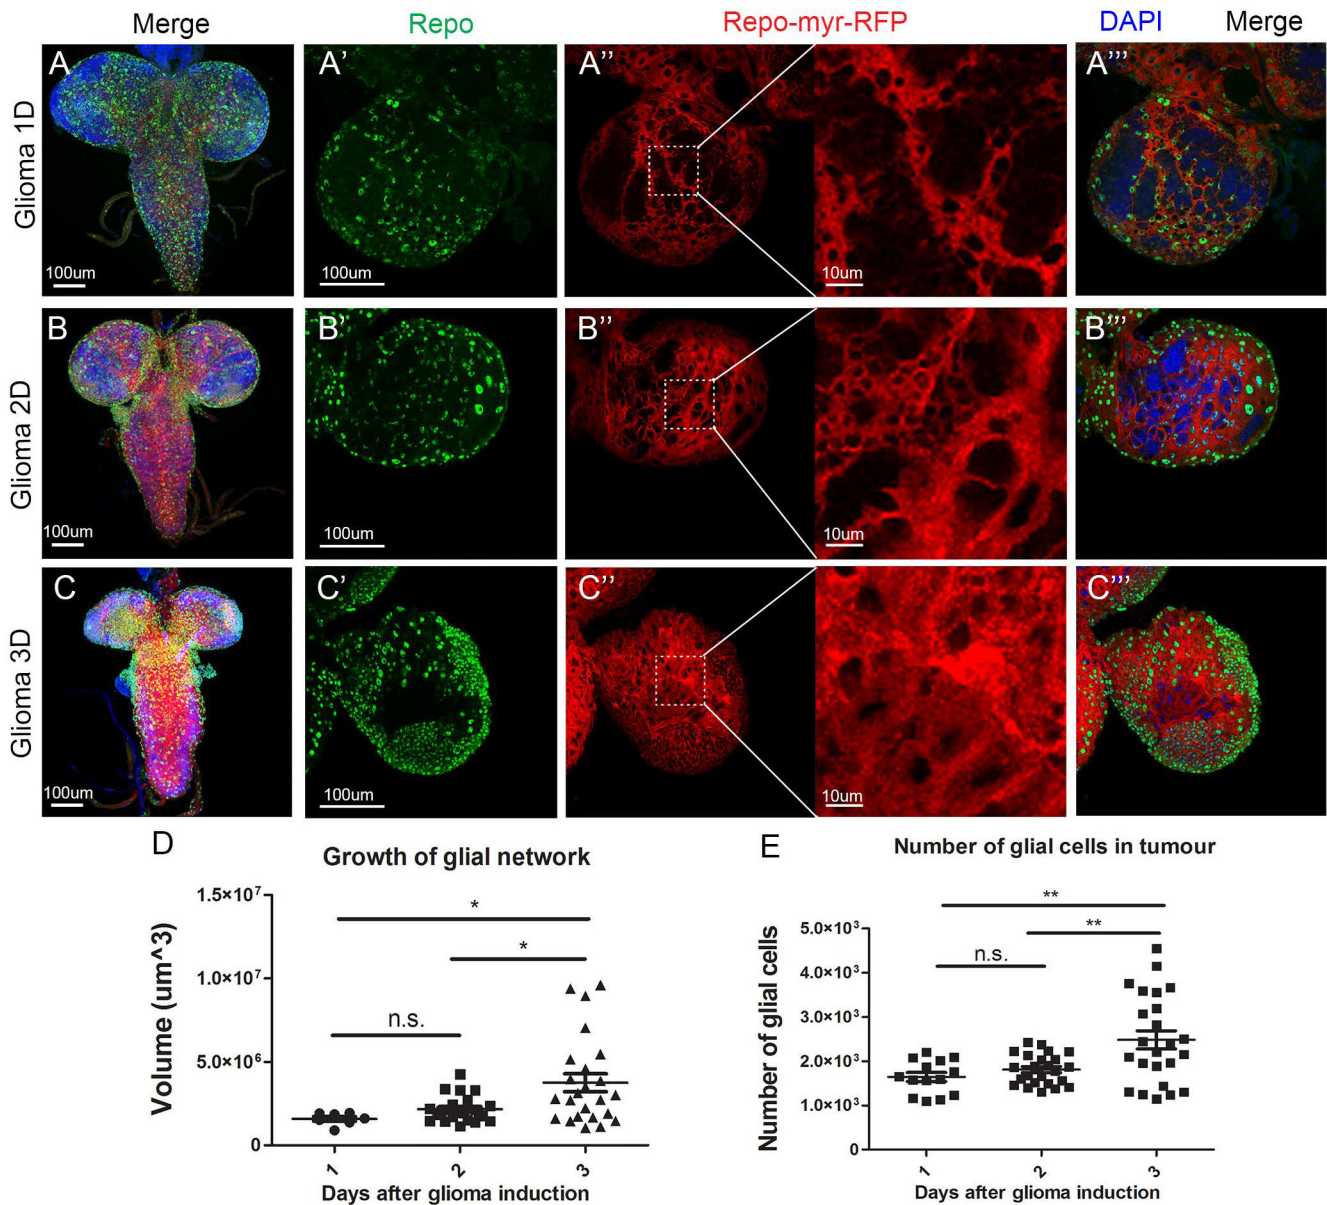 Merge Repo Repo-myr-RFP DAPI Merge
Glioma 1D
A A’ A’’ A’’’
100um 100um 10um
Glioma 2D
B B’ B’’ B’’’
100um 100um 10um
Glioma 3D
C C’ C’’ C’’’
100um 100um 10um
D
Growth of glial network
Volume (um^3)
1.5×10⁷
1.0×10⁷
5.0×10⁶
0
*
*
n.s.
1 2 3
Days after glioma induction
E
Number of glial cells in tumour
Number of glial cells
5.0×10³
4.0×10³
3.0×10³
2.0×10³
1.0×10³
0
**
**
n.s.
1 2 3
Days after glioma induction